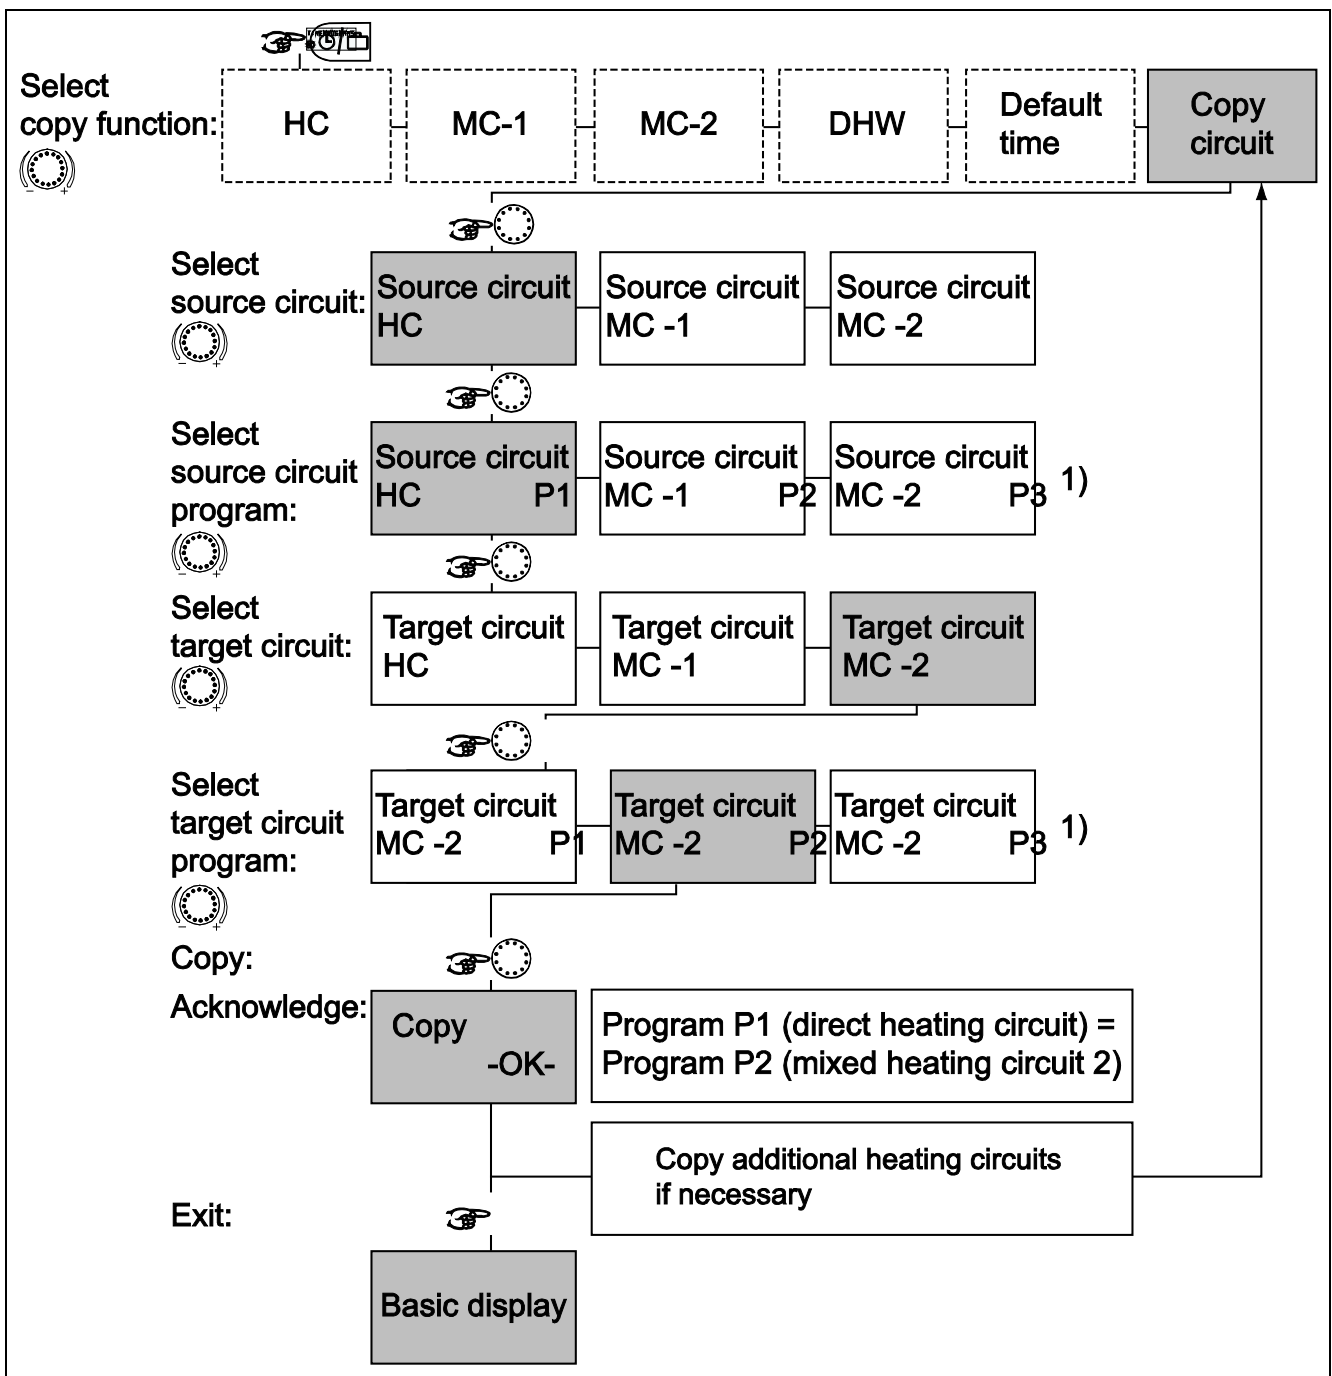 Select
copy function:
HC
MC-1
MC-2
DHW
Default
time
Copy
circuit
- +
Select
source circuit:
- +
Source circuit
HC
Source circuit
MC -1
Source circuit
MC -2
Select
source circuit
program:
- +
Source circuit
HC P1
Source circuit
MC -1 P2
Source circuit
MC -2 P3
1)
Select
target circuit:
- +
Target circuit
HC
Target circuit
MC -1
Target circuit
MC -2
Select
target circuit
program:
- +
Target circuit
MC -2 P1
Target circuit
MC -2 P2
Target circuit
MC -2 P3
1)
Copy:
Acknowledge:
Copy
-OK-
Program P1 (direct heating circuit) =
Program P2 (mixed heating circuit 2)
Copy additional heating circuits
if necessary
Exit:
Basic display